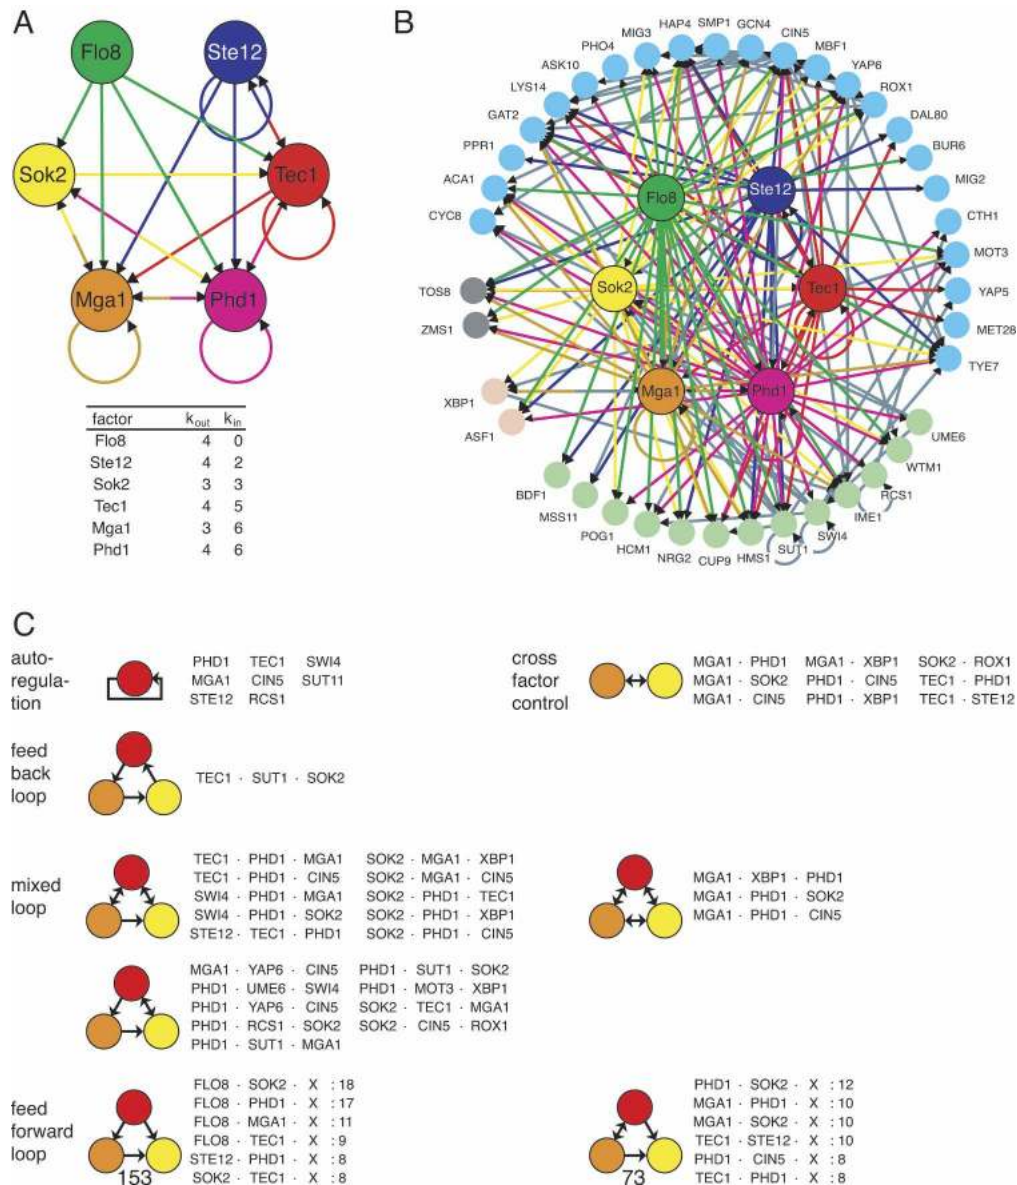 A
Flo8
Ste12
Sok2
Tec1
Mga1
Phd1
factor kout kin
Flo8 4 0
Ste12 4 2
Sok2 3 3
Tec1 4 5
Mga1 3 6
Phd1 4 6
B
HAP4
SMP1
GCN4
CIN5
MIG3
MBF1
PHO4
YAP6
ASK10
ROX1
LYS14
DAL80
GAT2
BUR6
PPR1
MIG2
ACA1
CTH1
CYC8
MOT3
TOS8
YAP5
ZMS1
MET28
TYE7
XBP1
ASF1
UME6
WTM1
BDF1
RCS1
MSS11
IME1
POG1
SWI4
HCM1
SUT1
NRG2
HMS1
CUP9
Flo8
Ste12
Sok2
Tec1
Mga1
Phd1
C
auto-
regula-
tion
PHD1 TEC1 SWI4
MGA1 CIN5 SUT11
STE12 RCS1
cross
factor
control
MGA1 · PHD1 MGA1 · XBP1 SOK2 · ROX1
MGA1 · SOK2 PHD1 · CIN5 TEC1 · PHD1
MGA1 · CIN5 PHD1 · XBP1 TEC1 · STE12
feed
back
loop
TEC1 · SUT1 · SOK2
mixed
loop
TEC1 · PHD1 · MGA1 SOK2 · MGA1 · XBP1
TEC1 · PHD1 · CIN5 SOK2 · MGA1 · CIN5
SWI4 · PHD1 · MGA1 SOK2 · PHD1 · TEC1
SWI4 · PHD1 · SOK2 SOK2 · PHD1 · XBP1
STE12 · TEC1 · PHD1 SOK2 · PHD1 · CIN5
MGA1 · XBP1 · PHD1
MGA1 · PHD1 · SOK2
MGA1 · PHD1 · CIN5
MGA1 · YAP6 · CIN5 PHD1 · SUT1 · SOK2
PHD1 · UME6 · SWI4 PHD1 · MOT3 · XBP1
PHD1 · YAP6 · CIN5 SOK2 · TEC1 · MGA1
PHD1 · RCS1 · SOK2 SOK2 · CIN5 · ROX1
PHD1 · SUT1 · MGA1
feed
forward
loop
153
FLO8 · SOK2 · X : 18
FLO8 · PHD1 · X : 17
FLO8 · MGA1 · X : 11
FLO8 · TEC1 · X : 9
STE12 · PHD1 · X : 8
SOK2 · TEC1 · X : 8
73
PHD1 · SOK2 · X : 12
MGA1 · PHD1 · X : 10
MGA1 · SOK2 · X : 10
TEC1 · STE12 · X : 10
PHD1 · CIN5 · X : 8
TEC1 · PHD1 · X : 8